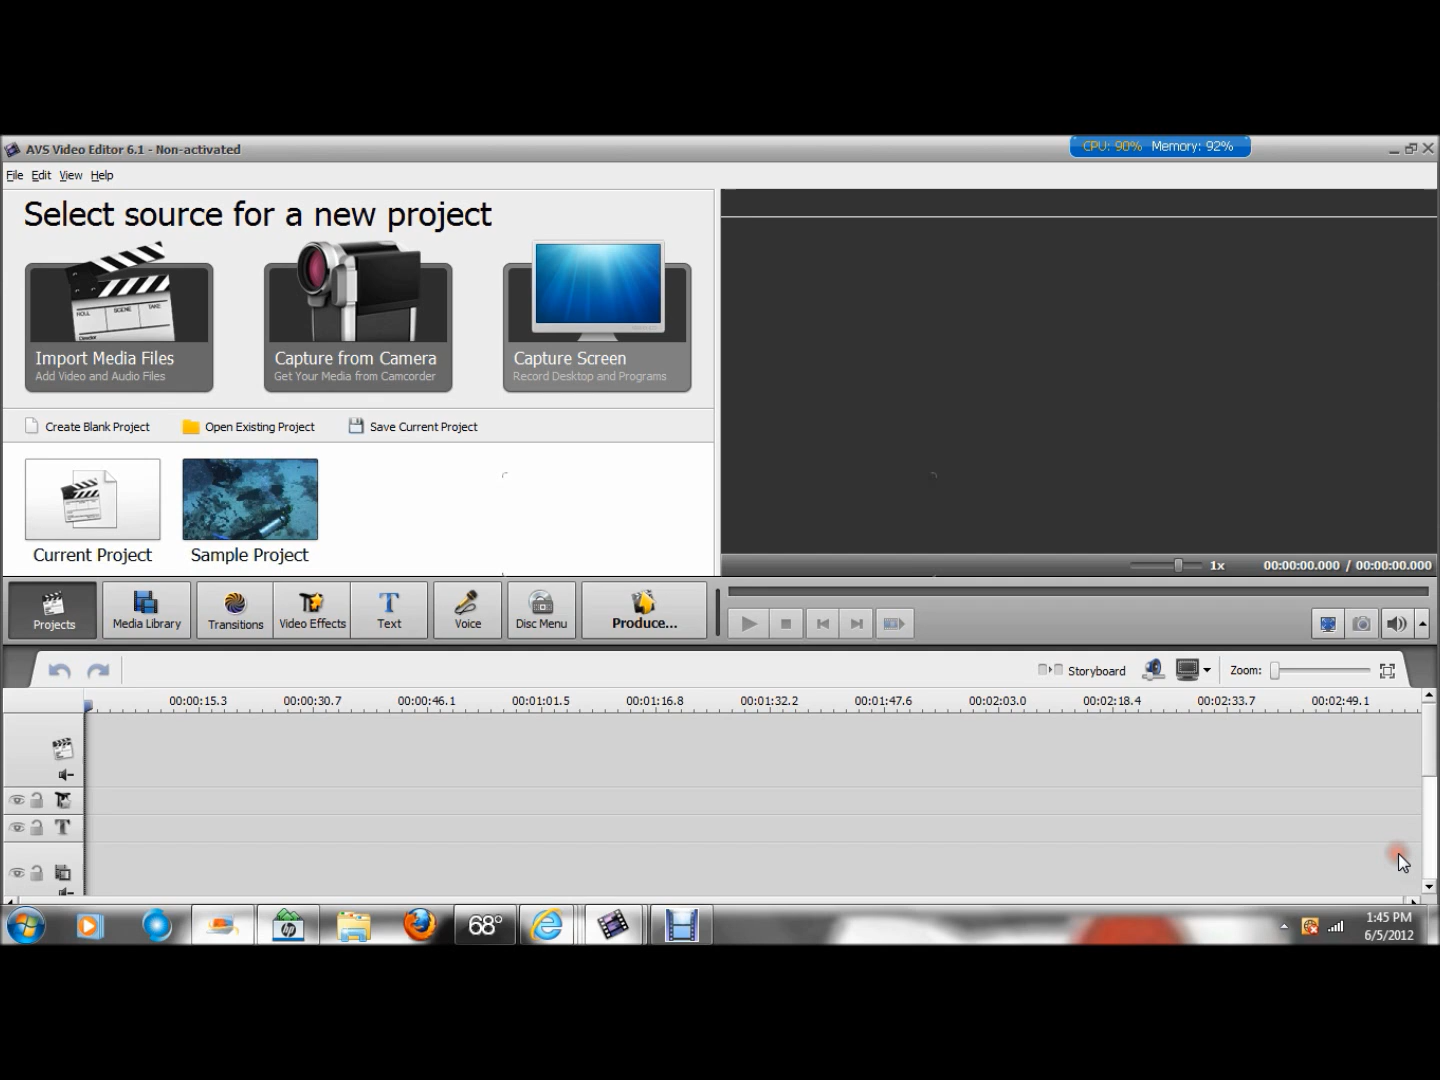 AVS Video Editor 6.1 - Non-activated
CPU: 90% Memory: 92%
File Edit View Help
Select source for a new project
Import Media Files
Add Video and Audio Files
Capture from Camera
Get Your Media from Camcorder
Capture Screen
Record Desktop and Programs
Create Blank Project
Open Existing Project
Save Current Project
Current Project
Sample Project
1x
00:00:00.000 / 00:00:00.000
Projects
Media Library
Transitions
Video Effects
Text
Voice
Disc Menu
Produce...
Storyboard
Zoom:
00:00:15.3 00:00:30.7 00:00:46.1 00:01:01.5 00:01:16.8 00:01:32.2 00:01:47.6 00:02:03.0 00:02:18.4 00:02:33.7 00:02:49.1
68°
1:45 PM
6/5/2012